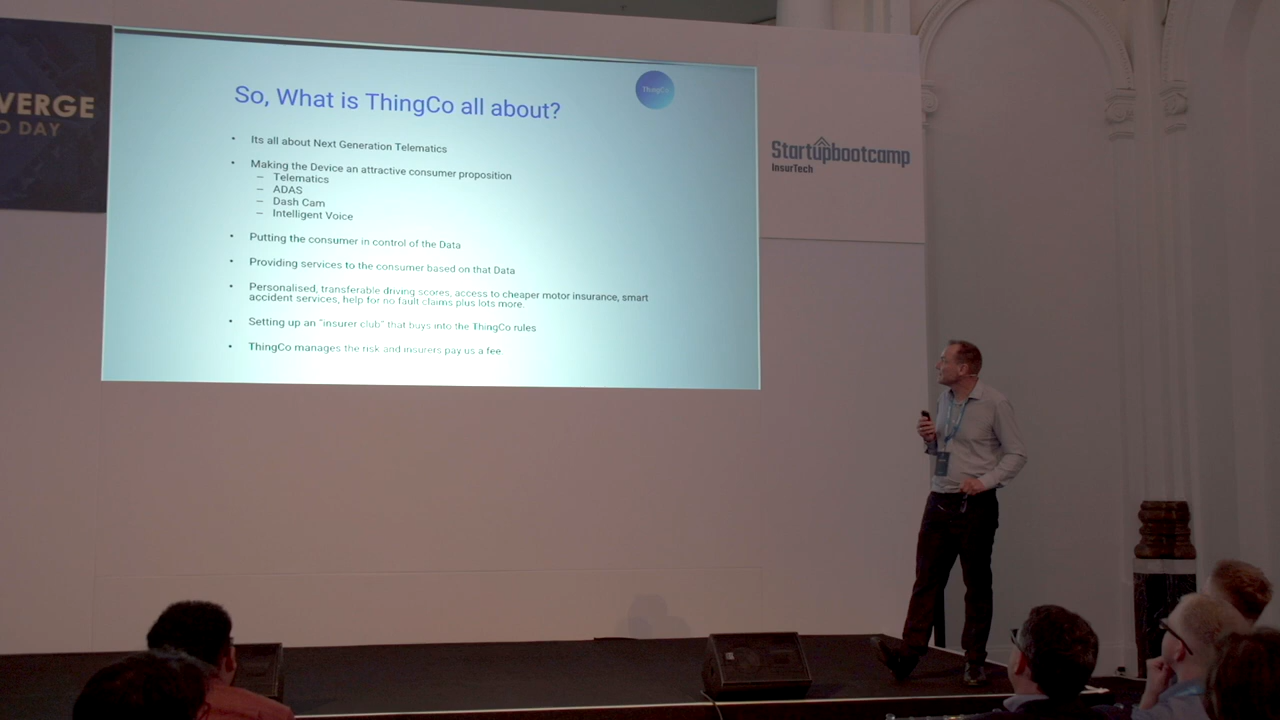 VERGE
O DAY
So, What is ThingCo all about?
ThingCo
• Its all about Next Generation Telematics
• Making the Device an attractive consumer proposition
– Telematics
– ADAS
– Dash Cam
– Intelligent Voice
• Putting the consumer in control of the Data
• Providing services to the consumer based on that Data
• Personalised, transferable driving scores, access to cheaper motor insurance, smart
accident services, help for no fault claims plus lots more.
• Setting up an “insurer club” that buys into the ThingCo rules
• ThingCo manages the risk and insurers pay us a fee
Startupbootcamp
InsurTech